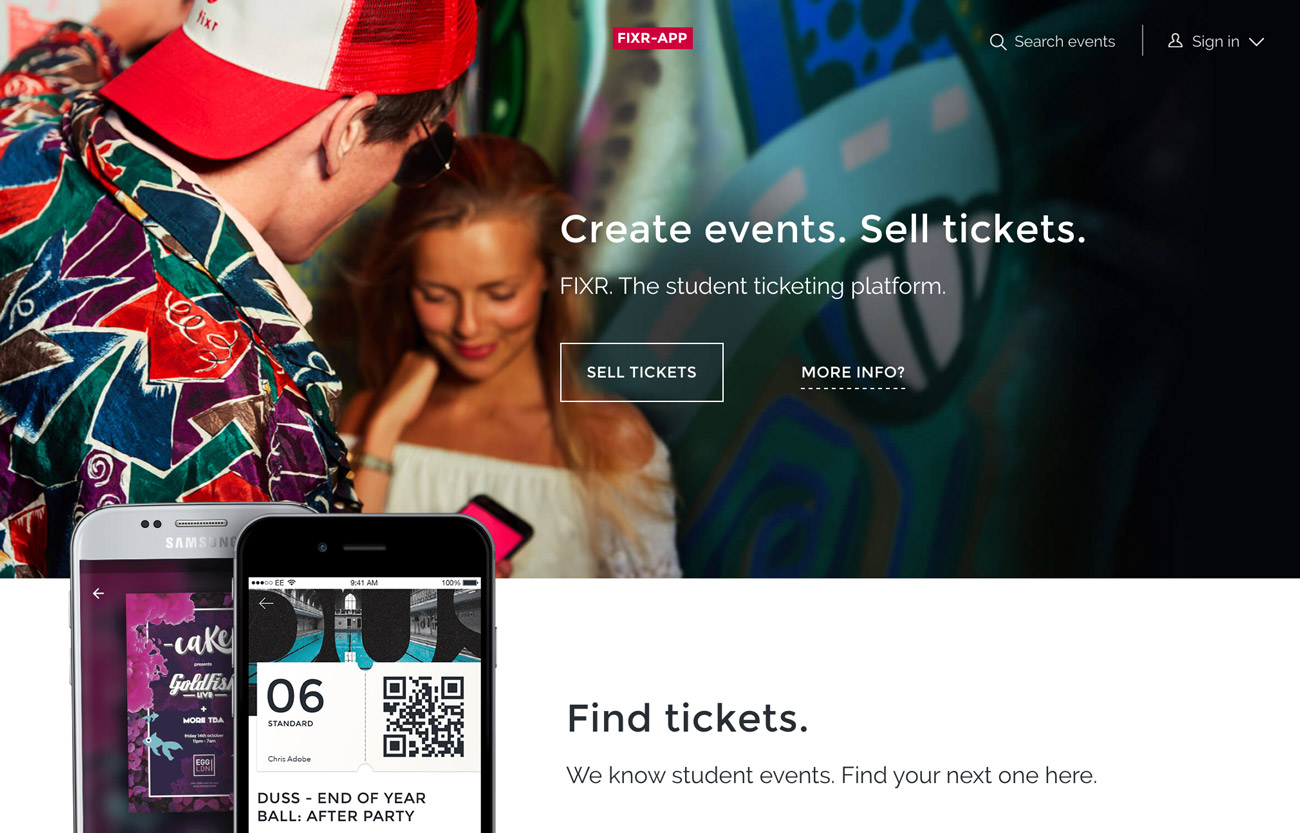 fixr
FIXR-APP
Search events
Sign in
Create events. Sell tickets.
FIXR. The student ticketing platform.
SELL TICKETS
MORE INFO?
SAMSUNG
EE
9:41 AM
100%
-CAKE
presents
Goldfish
LIVE
+
MORE TBA
friday 14th october
11pm - 7am
EGG
LDN
DUS
06
STANDARD
Chris Adobe
DUSS - END OF YEAR
BALL: AFTER PARTY
Find tickets.
We know student events. Find your next one here.